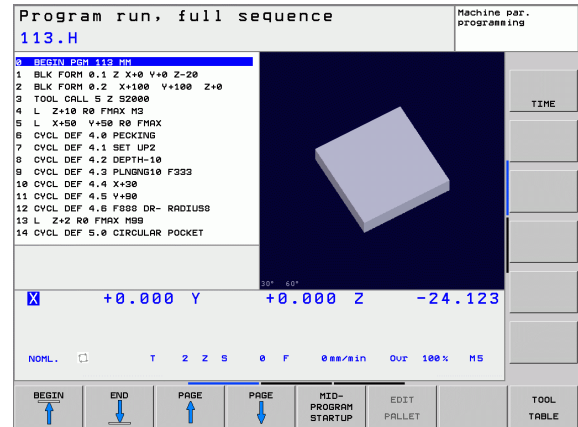 Program run, full sequence
113.H
Machine par.
programming
0 BEGIN PGM 113 MM
1 BLK FORM 0.1 Z X+0 Y+0 Z-20
2 BLK FORM 0.2 X+100 Y+100 Z+0
3 TOOL CALL 5 Z S2000
4 L Z+10 R0 FMAX M3
5 L X+50 Y+50 R0 FMAX
6 CYCL DEF 4.0 PECKING
7 CYCL DEF 4.1 SET UP2
8 CYCL DEF 4.2 DEPTH-10
9 CYCL DEF 4.3 PLNGNG10 F333
10 CYCL DEF 4.4 X+30
11 CYCL DEF 4.5 Y+90
12 CYCL DEF 4.6 F888 DR- RADIUS8
13 L Z+2 R0 FMAX M99
14 CYCL DEF 5.0 CIRCULAR POCKET
30° 60°
TIME
X +0.000 Y +0.000 Z -24.123
NOML. T 2 Z S 0 F 0mm/min Ovr 100% M5
BEGIN
END
PAGE
PAGE
MID-
PROGRAM
STARTUP
EDIT
PALLET
TOOL
TABLE